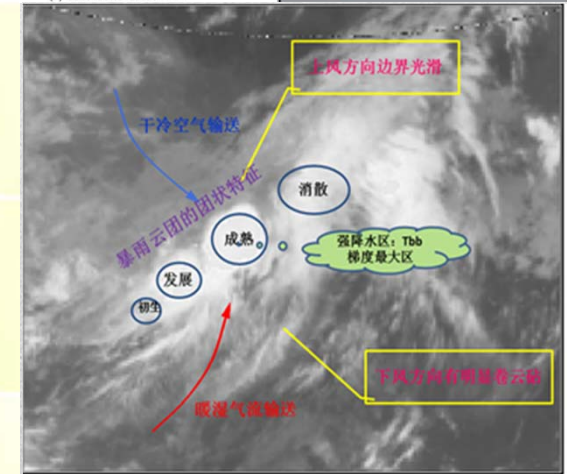 上风方向边界光滑
干冷空气输送
暴雨云团的团状特征
消散
成熟
强降水区：Tbb
梯度最大区
发展
初生
下风方向有明显卷云砧
暖湿气流输送